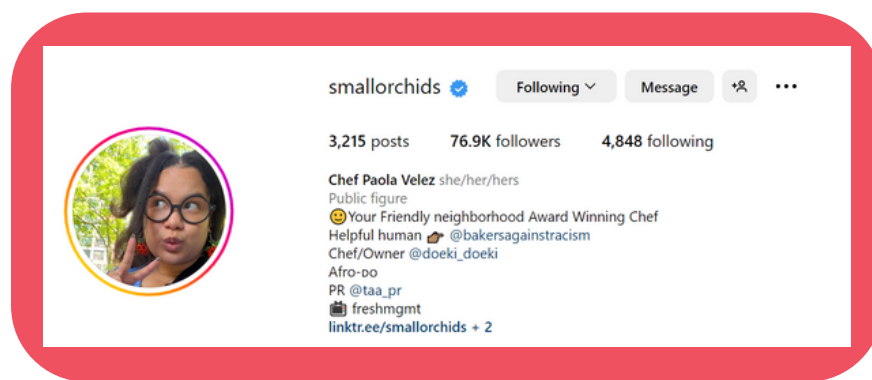 smallorchids Following Message
3,215 posts 76.9K followers 4,848 following
Chef Paola Velez she/her/hers
Public figure
🙂Your Friendly neighborhood Award Winning Chef
Helpful human 👉🏾 @bakersagainstracism
Chef/Owner @doeki_doeki
Afro-ᴅᴏ
PR @taa_pr
📺 freshmgmt
linktr.ee/smallorchids + 2